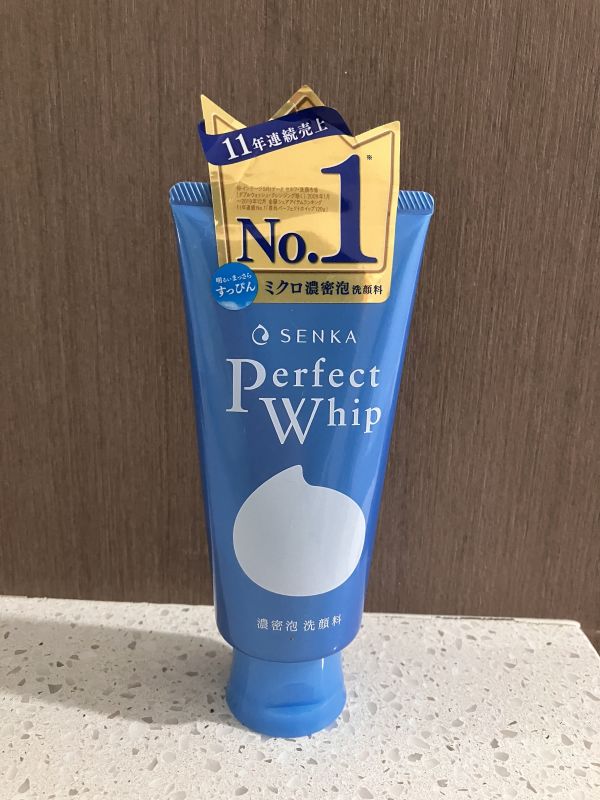 11年連続売上
No.1※
ミクロ濃密泡洗顔料
明るいまっさら
すっぴん
SENKA
Perfect
Whip
濃密泡 洗顔料